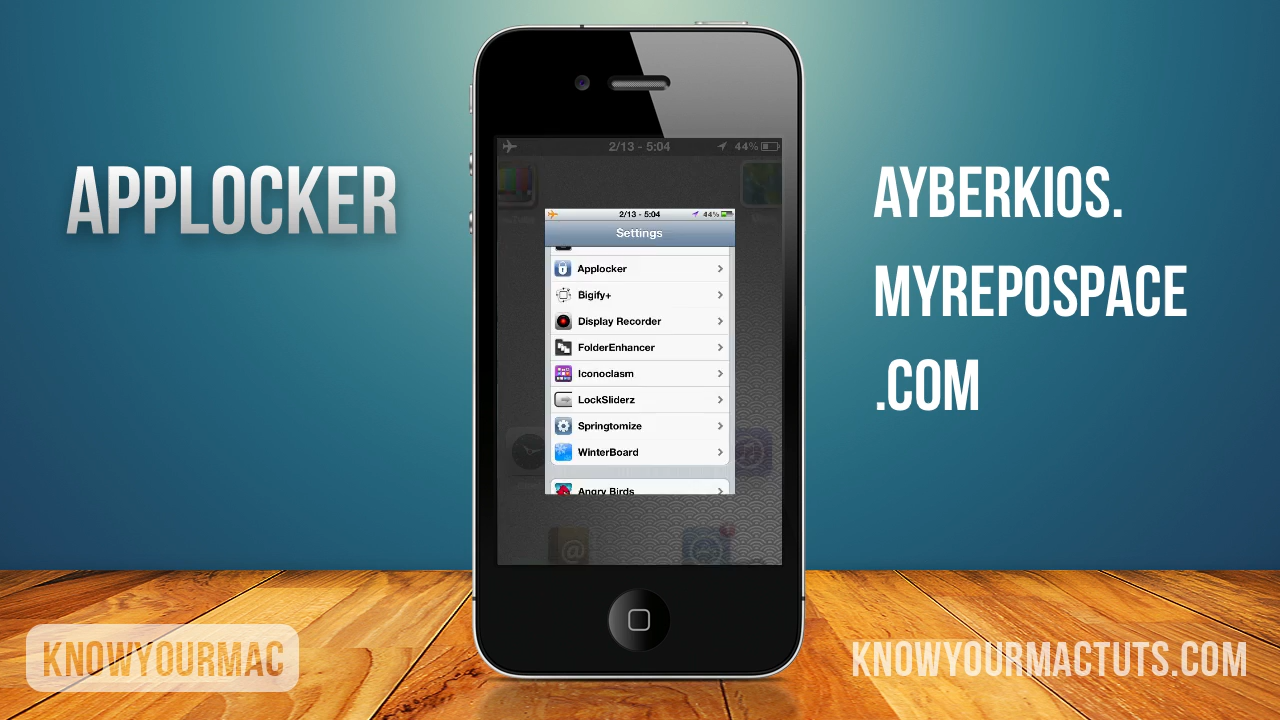 APPLOCKER
AYBERKIOS.
MYREPOSPACE
.COM
2/13 - 5:04
44%
2/13 - 5:04
44%
Settings
Applocker
Bigify+
Display Recorder
FolderEnhancer
Iconoclasm
LockSliderz
Springtomize
WinterBoard
Angry Birds
KNOWYOURMAC
KNOWYOURMACTUTS.COM